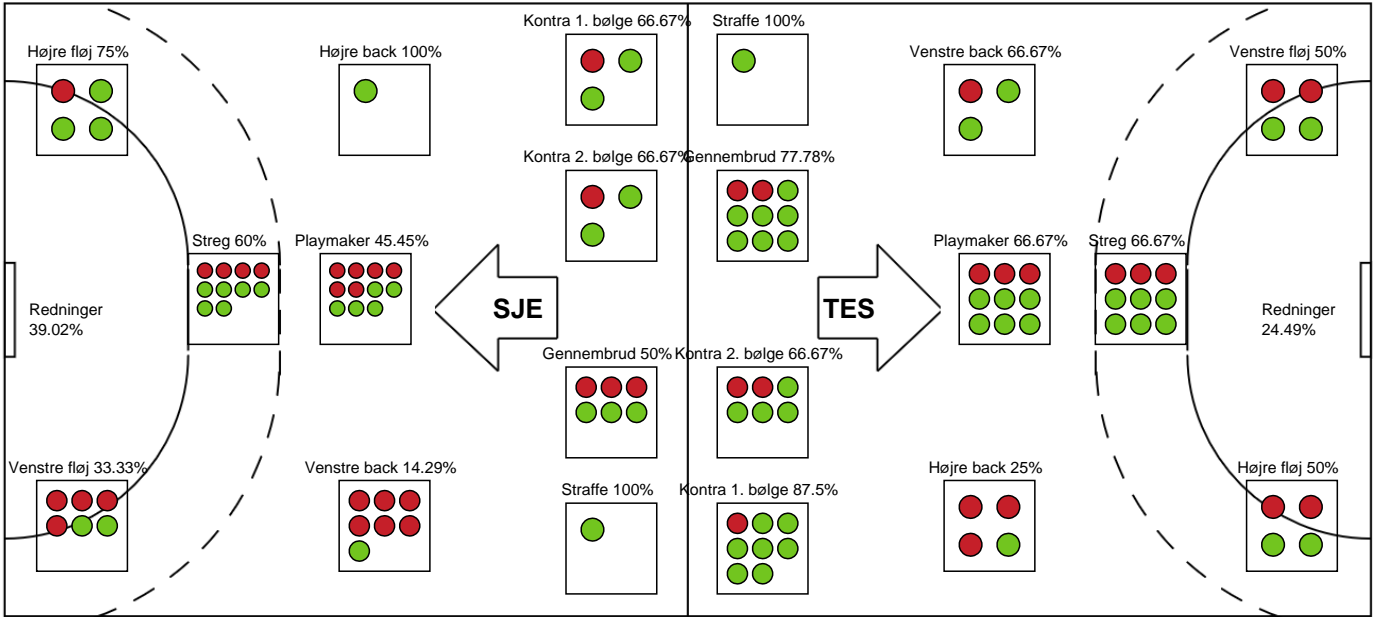 Kontra 1. bølge 66.67%
Straffe 100%
Højre fløj 75%
Højre back 100%
Venstre back 66.67%
Venstre fløj 50%
Kontra 2. bølge 66.67%
Gennembrud 77.78%
Streg 60%
Playmaker 45.45%
Playmaker 66.67%
Streg 66.67%
Redninger
39.02%
SJE
TES
Redninger
24.49%
Gennembrud 50%
Kontra 2. bølge 66.67%
Venstre fløj 33.33%
Venstre back 14.29%
Højre back 25%
Højre fløj 50%
Straffe 100%
Kontra 1. bølge 87.5%